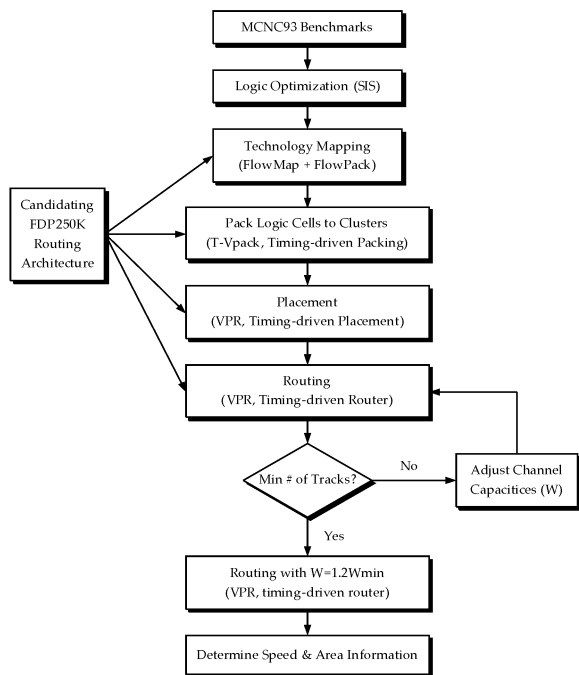 MCNC93 Benchmarks
Logic Optimization (SIS)
Technology Mapping
(FlowMap + FlowPack)
Candidating
FDP250K
Routing
Architecture
Pack Logic Cells to Clusters
(T-Vpack, Timing-driven Packing)
Placement
(VPR, Timing-driven Placement)
Routing
(VPR, Timing-driven Router)
Min # of Tracks?
No
Adjust Channel
Capacitices (W)
Yes
Routing with W=1.2Wmin
(VPR, timing-driven router)
Determine Speed & Area Information